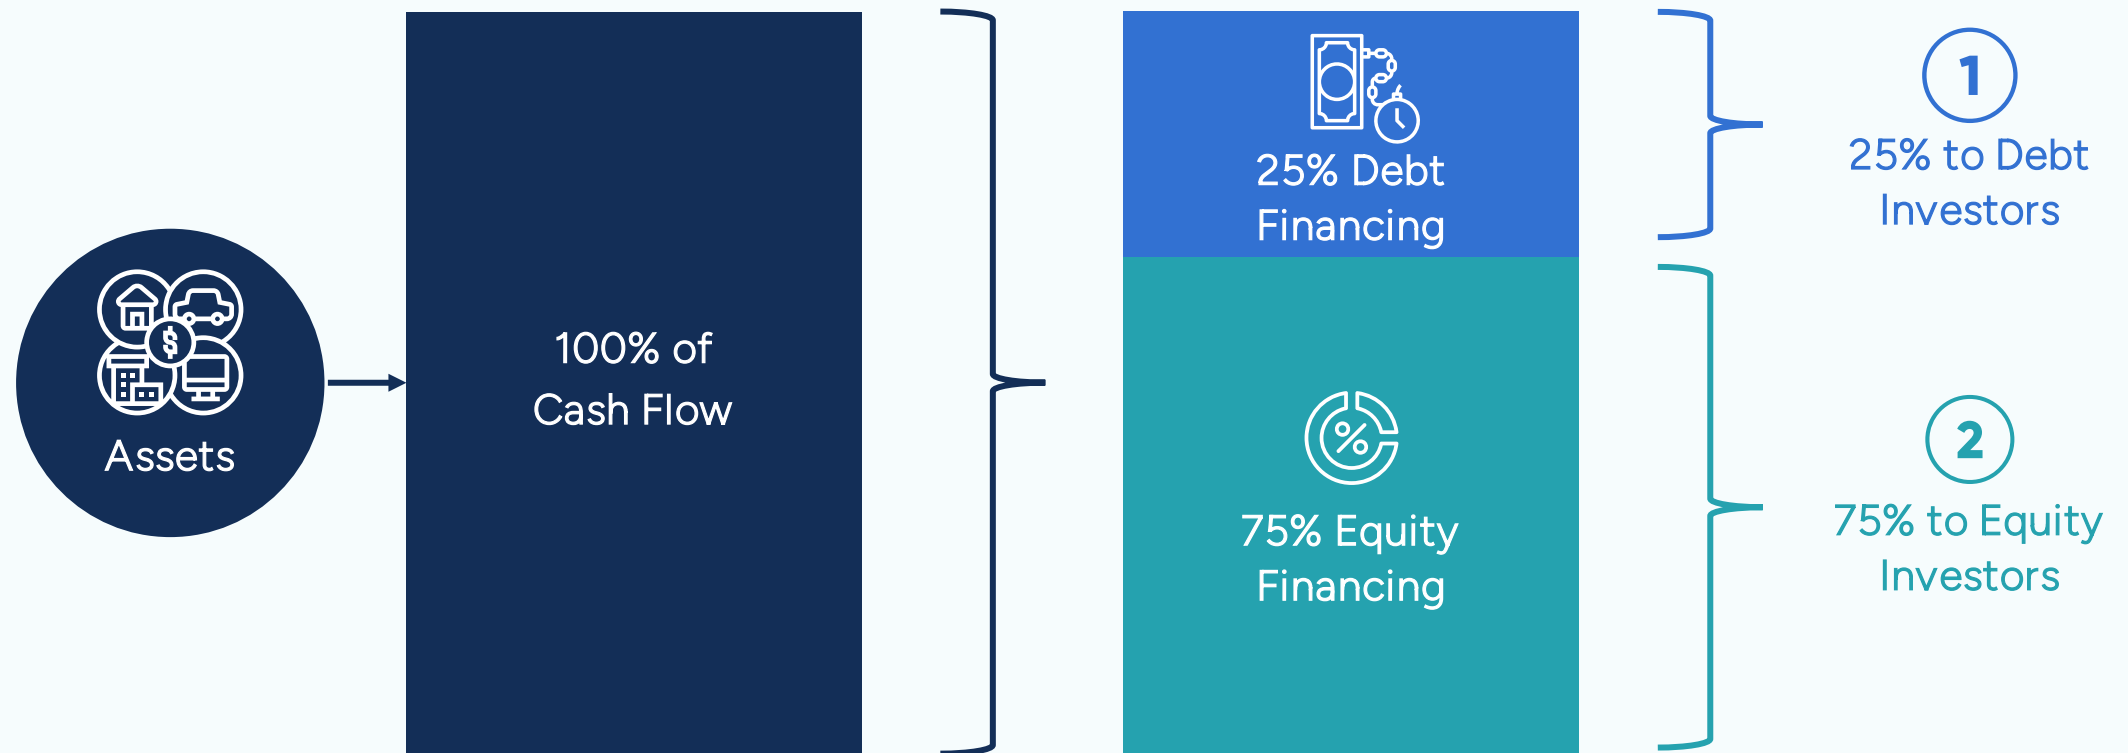 Assets
$
100% of
Cash Flow
25% Debt
Financing
%
75% Equity
Financing
1
25% to Debt
Investors
2
75% to Equity
Investors